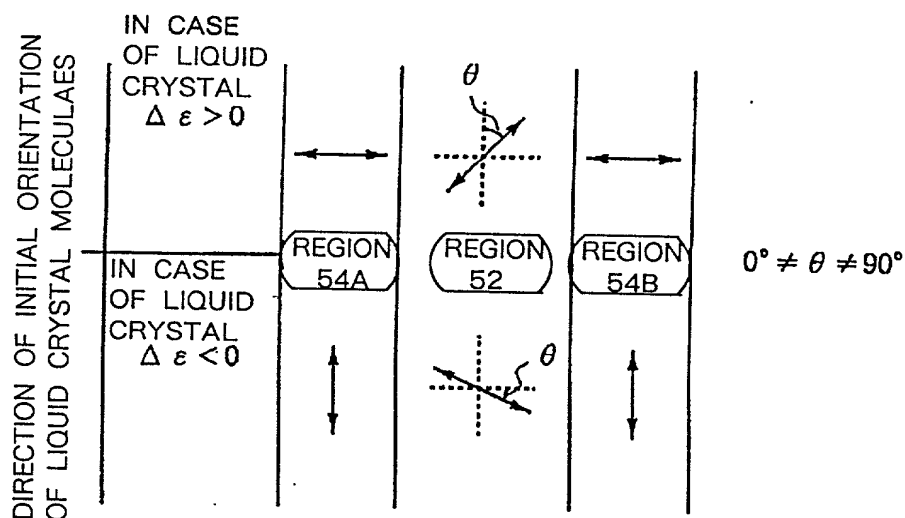 DIRECTION OF INITIAL ORIENTATION
OF LIQUID CRYSTAL MOLECULAES
IN CASE
OF LIQUID
CRYSTAL
Δ ε > 0
θ
REGION
54A
REGION
52
REGION
54B
0° ≠ θ ≠ 90°
IN CASE
OF LIQUID
CRYSTAL
Δ ε < 0
θ